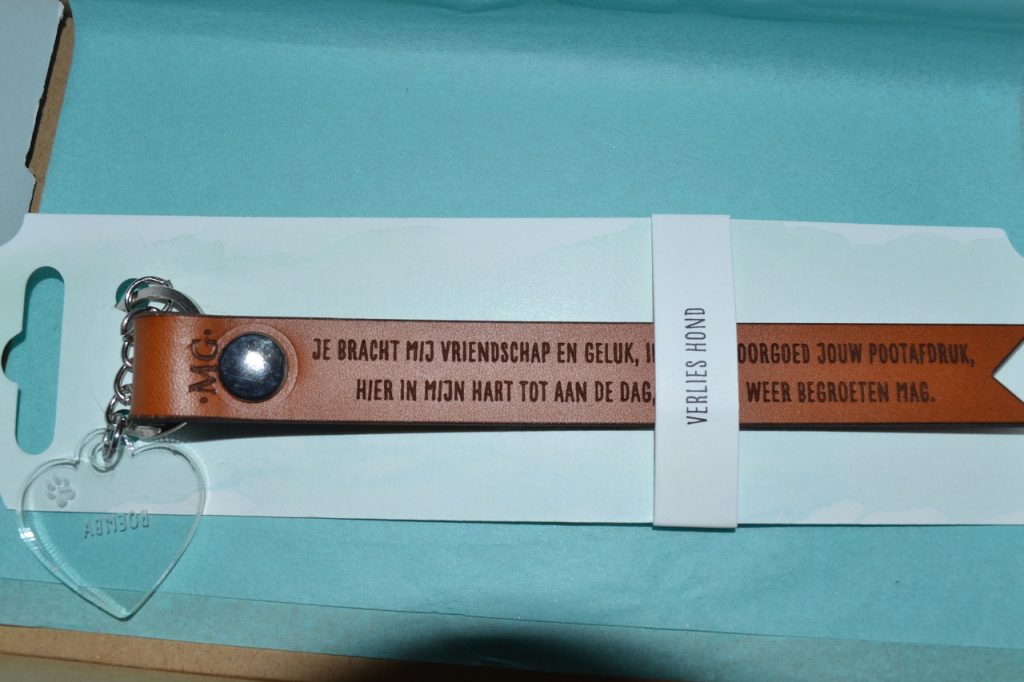 ·MG·
JE BRACHT MIJ VRIENDSCHAP EN GELUK, OORGOED JOUW POOTAFDRUK,
HIER IN MIJN HART TOT AAN DE DAG, WEER BEGROETEN MAG.
VERLIES HOND
BOEMBA